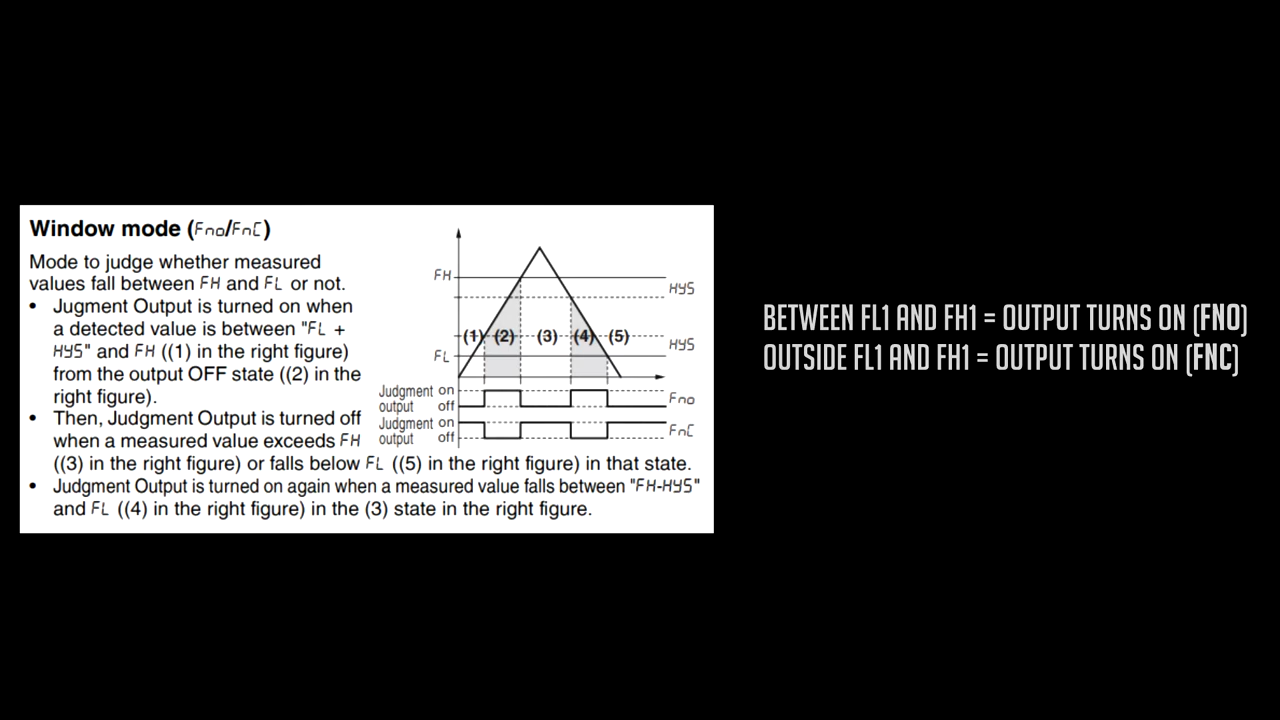 Window mode (Fno/FnC)
Mode to judge whether measured
values fall between FH and FL or not.
• Jugment Output is turned on when
a detected value is between "FL +
HYS" and FH ((1) in the right figure)
from the output OFF state ((2) in the
right figure).
• Then, Judgment Output is turned off
when a measured value exceeds FH
((3) in the right figure) or falls below FL ((5) in the right figure) in that state.
• Judgment Output is turned on again when a measured value falls between "FH-HYS"
and FL ((4) in the right figure) in the (3) state in the right figure.
FH
HYS
(1) (2) (3) (4) (5)
HYS
FL
Judgment on
output off
Fno
Judgment on
output off
FnC
BETWEEN FL1 AND FH1 = OUTPUT TURNS ON (FNO)
OUTSIDE FL1 AND FH1 = OUTPUT TURNS ON (FNC)